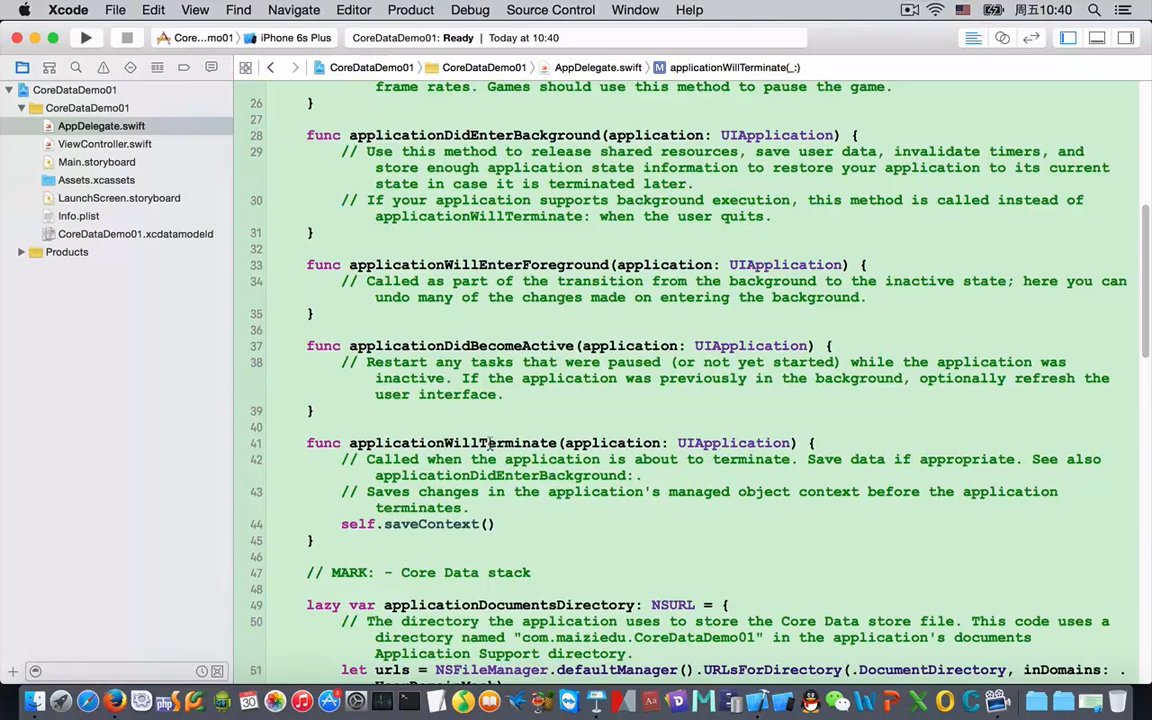 Xcode File Edit View Find Navigate Editor Product Debug Source Control Window Help 周五10:40
Core...mo01 iPhone 6s Plus CoreDataDemo01: Ready Today at 10:40
CoreDataDemo01 CoreDataDemo01 AppDelegate.swift M applicationWillTerminate(_:)
CoreDataDemo01
CoreDataDemo01
AppDelegate.swift
ViewController.swift
Main.storyboard
Assets.xcassets
LaunchScreen.storyboard
Info.plist
CoreDataDemo01.xcdatamodeld
Products
frame rates. Games should use this method to pause the game.
26 }
27
28 func applicationDidEnterBackground(application: UIApplication) {
29 // Use this method to release shared resources, save user data, invalidate timers, and
store enough application state information to restore your application to its current
state in case it is terminated later.
30 // If your application supports background execution, this method is called instead of
applicationWillTerminate: when the user quits.
31 }
32
33 func applicationWillEnterForeground(application: UIApplication) {
34 // Called as part of the transition from the background to the inactive state; here you can
undo many of the changes made on entering the background.
35 }
36
37 func applicationDidBecomeActive(application: UIApplication) {
38 // Restart any tasks that were paused (or not yet started) while the application was
inactive. If the application was previously in the background, optionally refresh the
user interface.
39 }
40
41 func applicationWillTerminate(application: UIApplication) {
42 // Called when the application is about to terminate. Save data if appropriate. See also
applicationDidEnterBackground:.
43 // Saves changes in the application's managed object context before the application
terminates.
44 self.saveContext()
45 }
46
47 // MARK: - Core Data stack
48
49 lazy var applicationDocumentsDirectory: NSURL = {
50 // The directory the application uses to store the Core Data store file. This code uses a
directory named "com.maiziedu.CoreDataDemo01" in the application's documents
Application Support directory.
51 let urls = NSFileManager.defaultManager().URLsForDirectory(.DocumentDirectory, inDomains: .